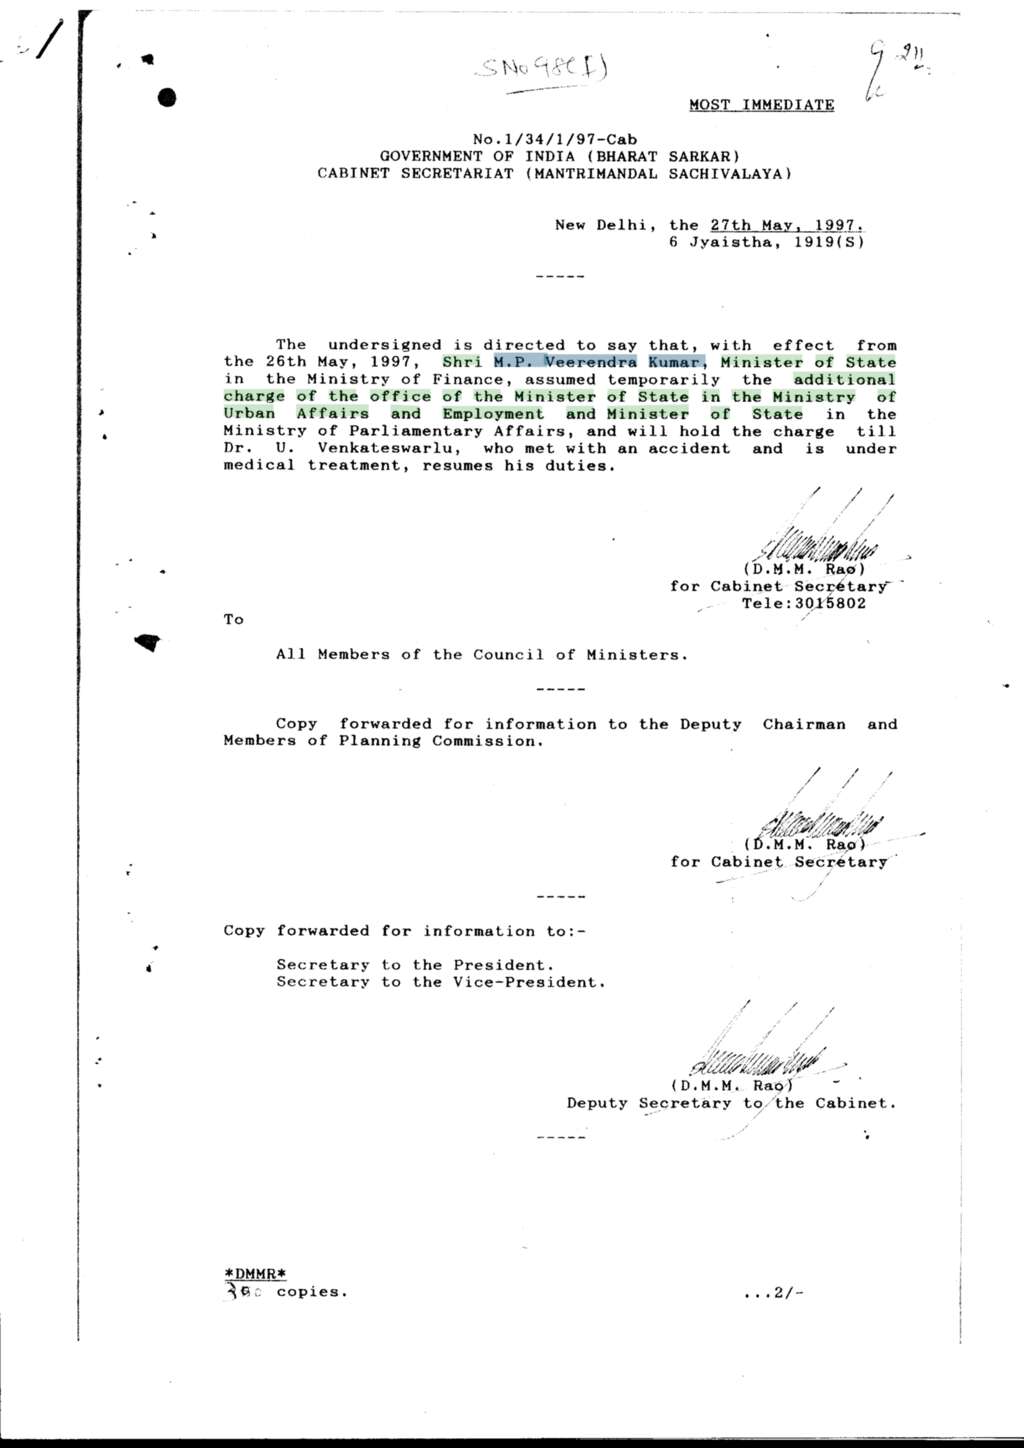 SNo 98(I)
MOST IMMEDIATE
No.1/34/1/97-Cab
GOVERNMENT OF INDIA (BHARAT SARKAR)
CABINET SECRETARIAT (MANTRIMANDAL SACHIVALAYA)
New Delhi, the 27th May, 1997.
6 Jyaistha, 1919(S)
-----
The undersigned is directed to say that, with effect from
the 26th May, 1997, Shri M.P. Veerendra Kumar, Minister of State
in the Ministry of Finance, assumed temporarily the additional
charge of the office of the Minister of State in the Ministry of
Urban Affairs and Employment and Minister of State in the
Ministry of Parliamentary Affairs, and will hold the charge till
Dr. U. Venkateswarlu, who met with an accident and is under
medical treatment, resumes his duties.
(D.M.M. Rao)
for Cabinet Secretary
Tele:3015802
To
All Members of the Council of Ministers.
-----
Copy forwarded for information to the Deputy Chairman and
Members of Planning Commission.
(D.M.M. Rao)
for Cabinet Secretary
-----
Copy forwarded for information to:-
Secretary to the President.
Secretary to the Vice-President.
(D.M.M. Rao)
Deputy Secretary to the Cabinet.
-----
*DMMR*
copies.
...2/-